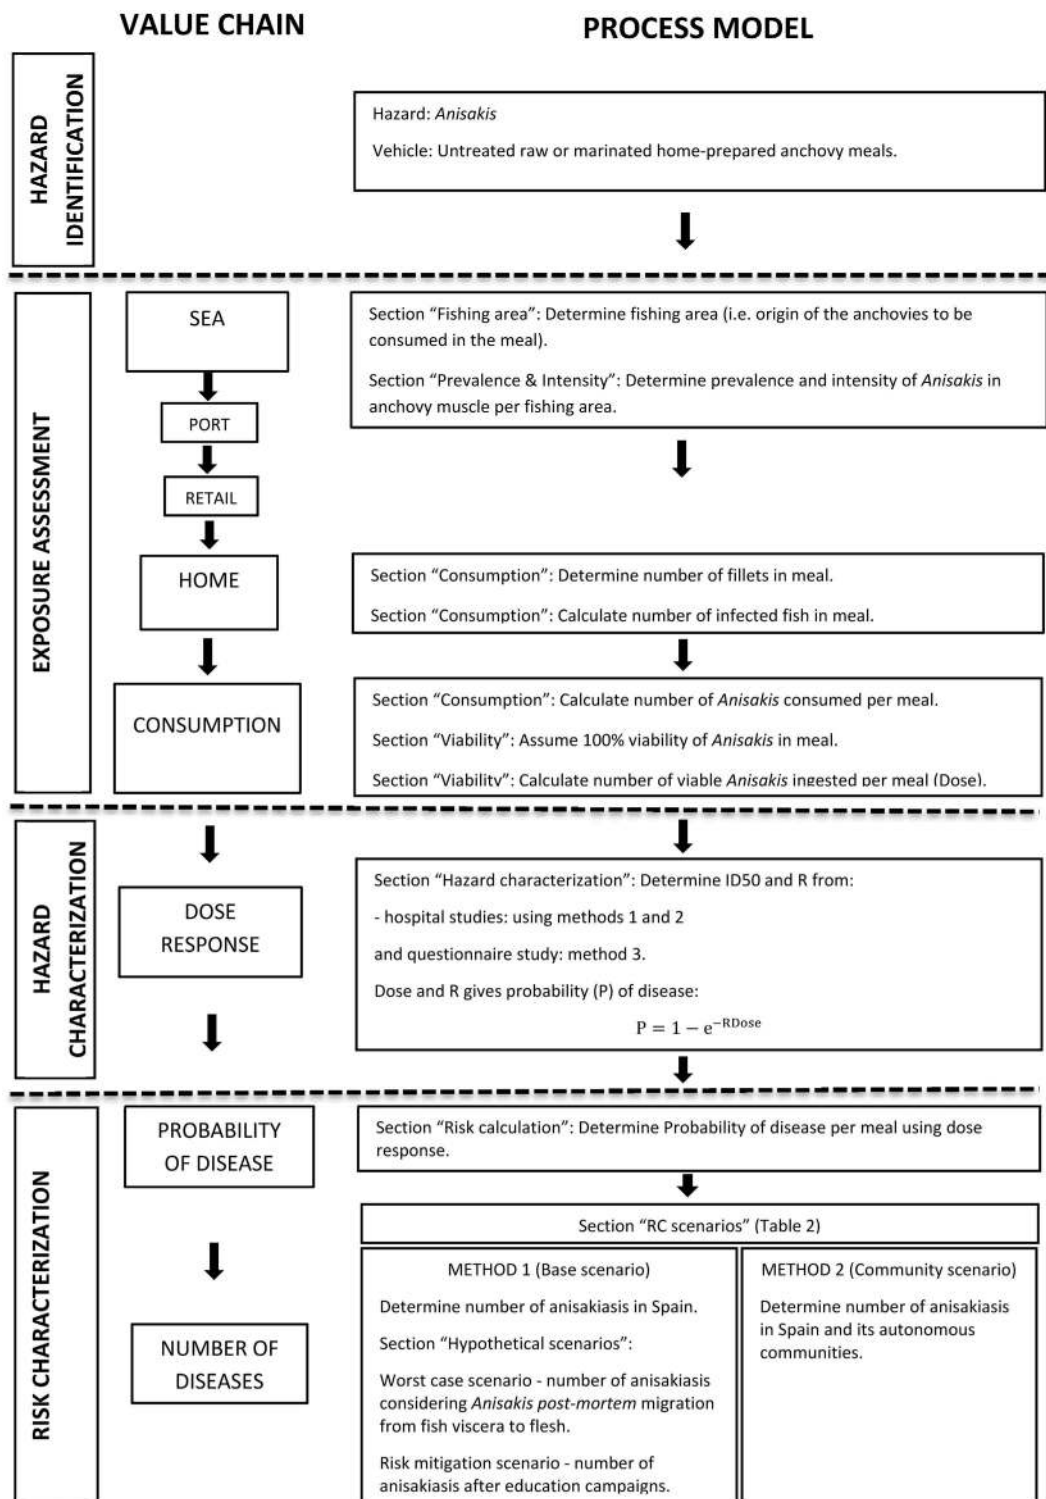 VALUE CHAIN
PROCESS MODEL
HAZARD
IDENTIFICATION
Hazard: Anisakis
Vehicle: Untreated raw or marinated home-prepared anchovy meals.
EXPOSURE ASSESSMENT
SEA
PORT
RETAIL
HOME
CONSUMPTION
Section “Fishing area”: Determine fishing area (i.e. origin of the anchovies to be
consumed in the meal).
Section “Prevalence & Intensity”: Determine prevalence and intensity of Anisakis in
anchovy muscle per fishing area.
Section “Consumption”: Determine number of fillets in meal.
Section “Consumption”: Calculate number of infected fish in meal.
Section “Consumption”: Calculate number of Anisakis consumed per meal.
Section “Viability”: Assume 100% viability of Anisakis in meal.
Section “Viability”: Calculate number of viable Anisakis ingested per meal (Dose).
HAZARD
CHARACTERIZATION
DOSE
RESPONSE
Section “Hazard characterization”: Determine ID50 and R from:
- hospital studies: using methods 1 and 2
and questionnaire study: method 3.
Dose and R gives probability (P) of disease:
P = 1 − e^−RDose
RISK CHARACTERIZATION
PROBABILITY
OF DISEASE
NUMBER OF
DISEASES
Section “Risk calculation”: Determine Probability of disease per meal using dose
response.
Section “RC scenarios” (Table 2)
METHOD 1 (Base scenario)
Determine number of anisakiasis in Spain.
Section “Hypothetical scenarios”:
Worst case scenario - number of anisakiasis
considering Anisakis post-mortem migration
from fish viscera to flesh.
Risk mitigation scenario - number of
anisakiasis after education campaigns.
METHOD 2 (Community scenario)
Determine number of anisakiasis
in Spain and its autonomous
communities.